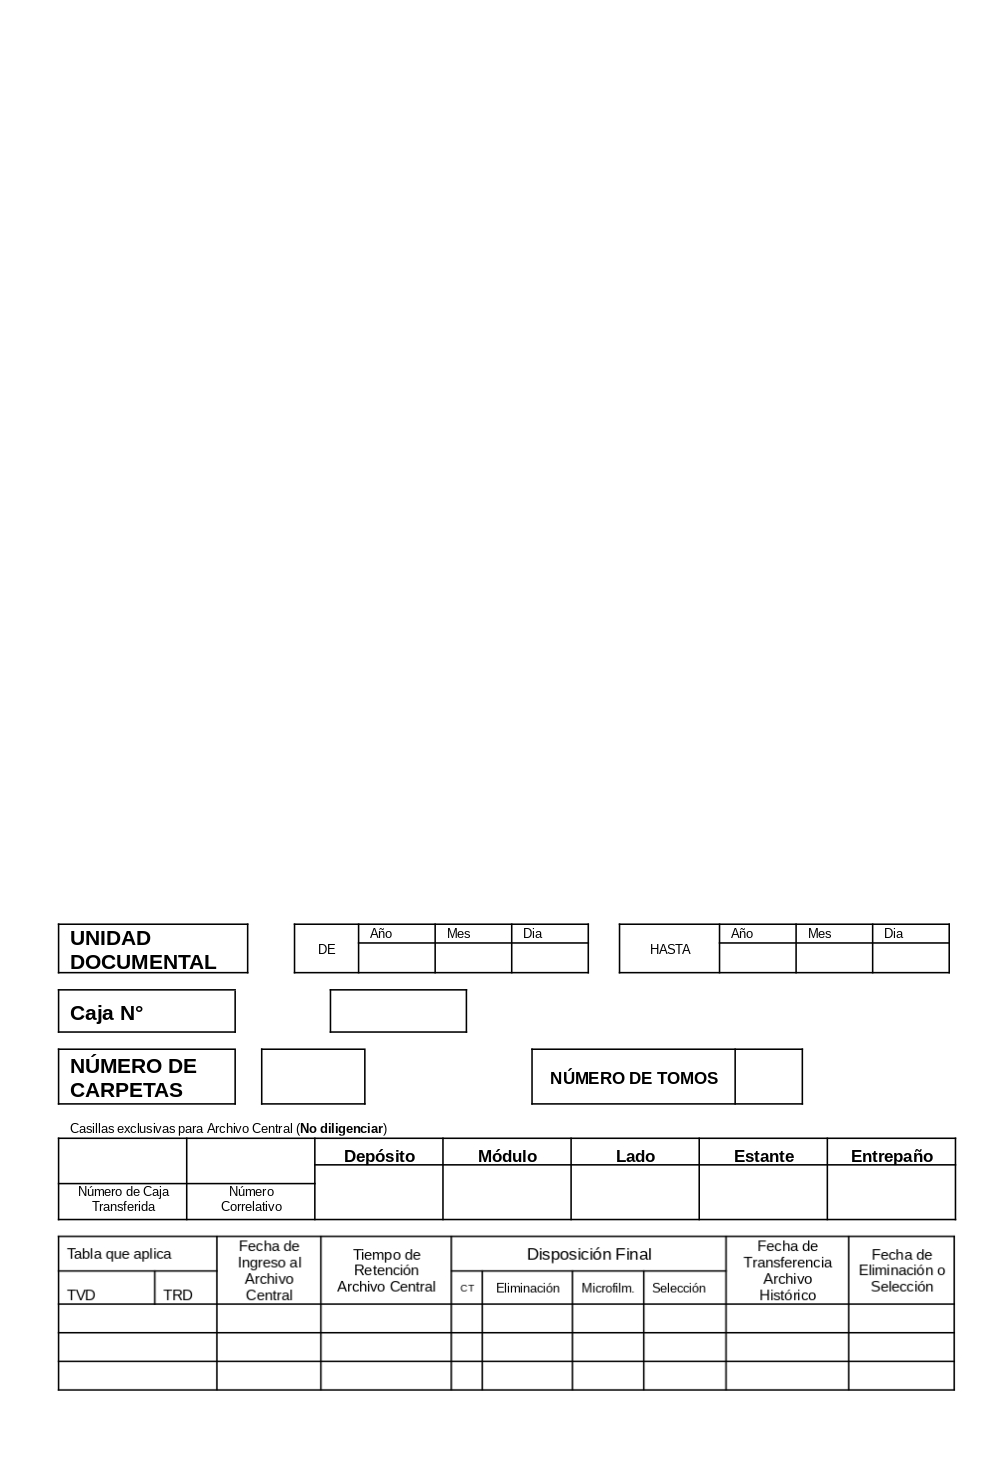 UNIDAD
DOCUMENTAL
DE
Año Mes Dia
HASTA
Año Mes Dia
Caja N°
NÚMERO DE
CARPETAS
NÚMERO DE TOMOS
Casillas exclusivas para Archivo Central (No diligenciar)
Depósito Módulo Lado Estante Entrepaño
Número de Caja
Transferida
Número
Correlativo
Tabla que aplica
TVD TRD
Fecha de
Ingreso al
Archivo
Central
Tiempo de
Retención
Archivo Central
Disposición Final
CT Eliminación Microfilm. Selección
Fecha de
Transferencia
Archivo
Histórico
Fecha de
Eliminación o
Selección